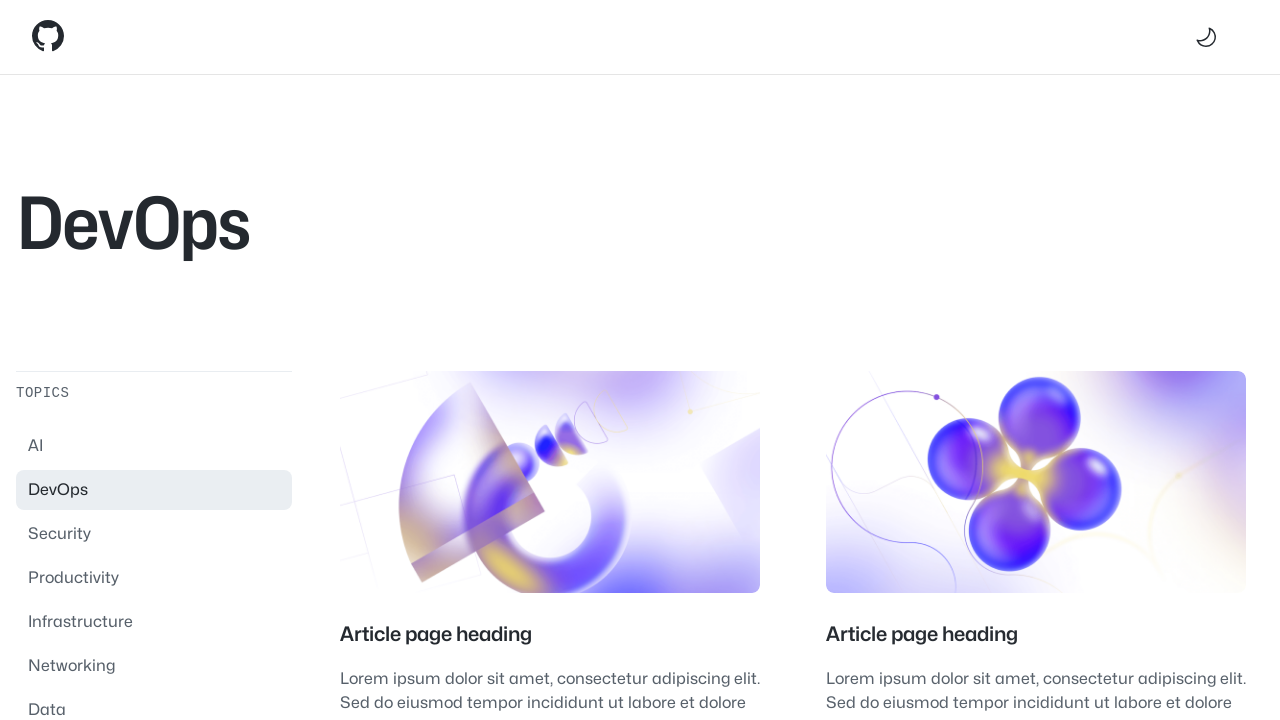 DevOps
TOPICS
AI
DevOps
Security
Productivity
Infrastructure
Networking
Data
Article page heading
Lorem ipsum dolor sit amet, consectetur adipiscing elit.
Sed do eiusmod tempor incididunt ut labore et dolore
Article page heading
Lorem ipsum dolor sit amet, consectetur adipiscing elit.
Sed do eiusmod tempor incididunt ut labore et dolore